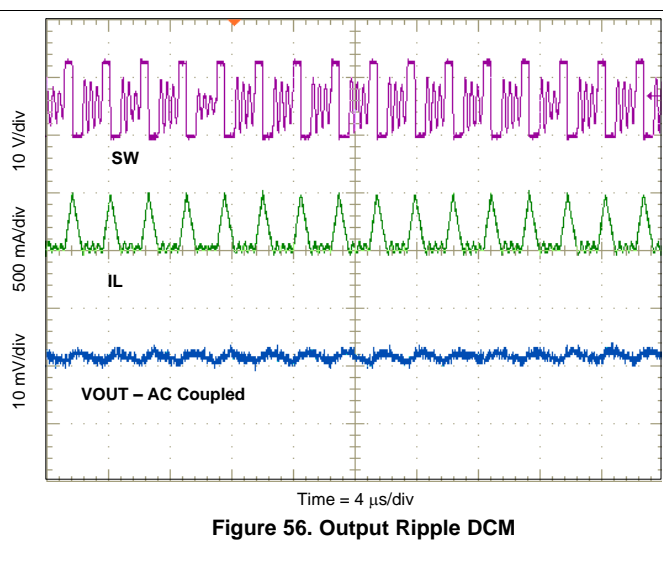 10 V/div
SW
500 mA/div
IL
10 mV/div
VOUT – AC Coupled
Time = 4 μs/div
Figure 56. Output Ripple DCM